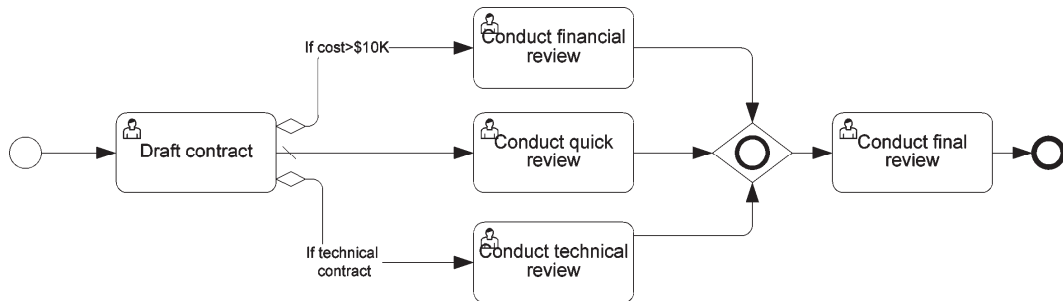 Conduct financial
review
If cost>$10K
Draft contract
Conduct quick
review
Conduct final
review
If technical
contract
Conduct technical
review